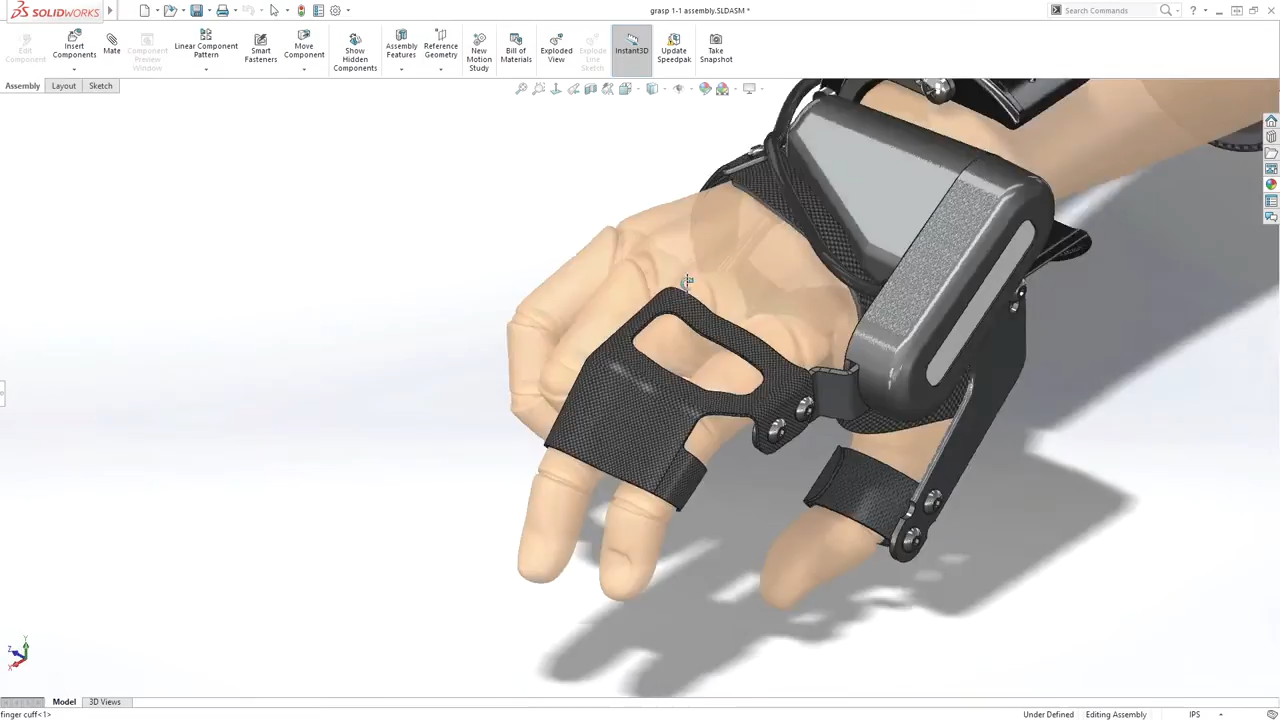 SOLIDWORKS
grasp 1-1 assembly.SLDASM *
Search Commands
Edit Component
Insert Components
Mate
Component Preview Window
Linear Component Pattern
Smart Fasteners
Move Component
Show Hidden Components
Assembly Features
Reference Geometry
New Motion Study
Bill of Materials
Exploded View
Explode Line Sketch
Instant3D
Update Speedpak
Take Snapshot
Assembly
Layout
Sketch
Y
Z
X
Model
3D Views
finger cuff<1>
Under Defined
Editing Assembly
IPS